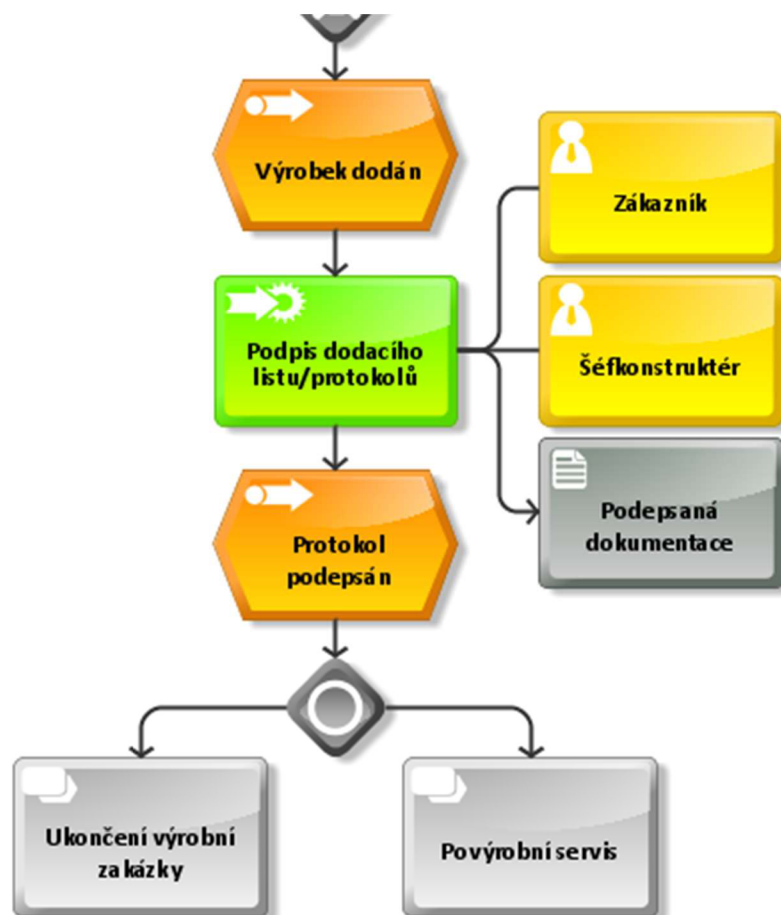 Výrobek dodán
Zákazník
Podpis dodacího
listu/protokolů
Šéfkonstruktér
Podepsaná
dokumentace
Protokol
podepsán
Ukončení výrobní
zakázky
Povýrobní servis